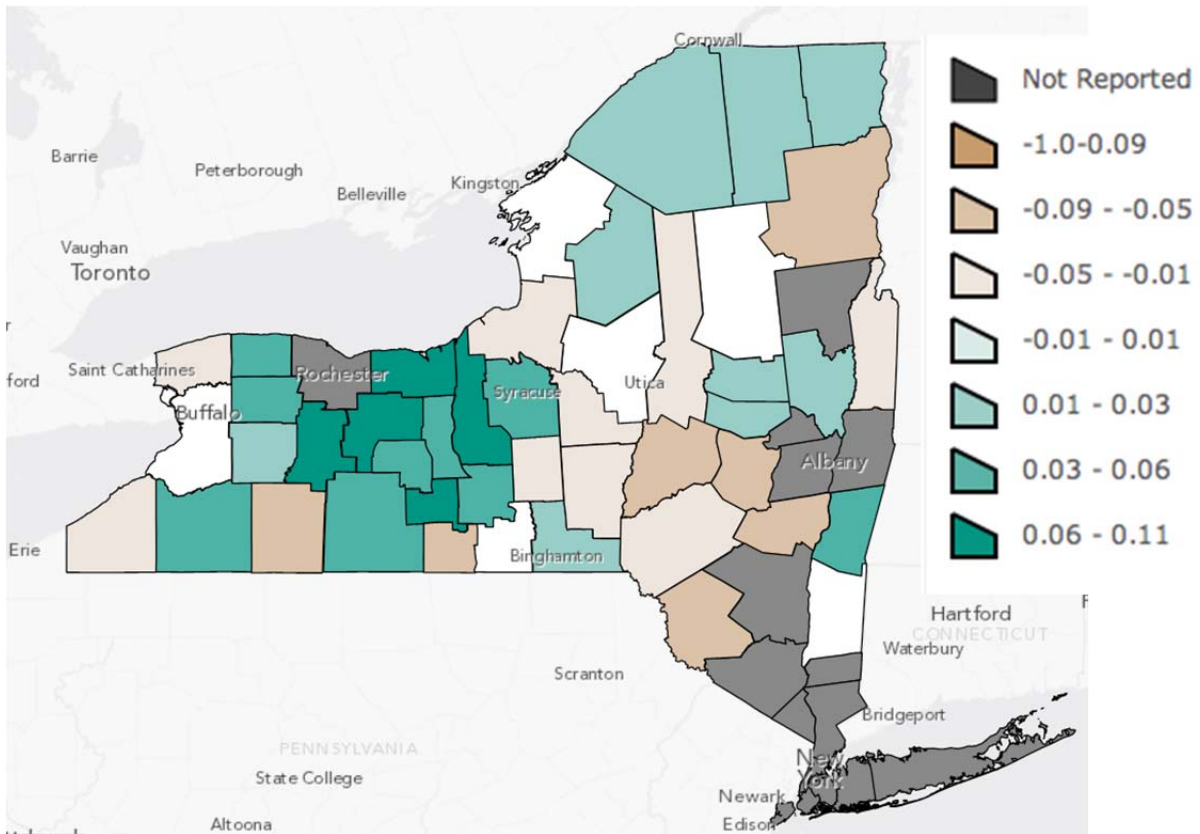 Cornwall
Barrie
Peterborough
Belleville
Kingston
Vaughan
Toronto
Saint Catharines
ford
Rochester
Buffalo
Syracuse
Utica
Albany
Erie
Binghamton
Hartford
CONNECTICUT
Waterbury
Scranton
Bridgeport
PENNSYLVANIA
State College
New
York
Newark
Edison
Altoona
Not Reported
-1.0-0.09
-0.09 - -0.05
-0.05 - -0.01
-0.01 - 0.01
0.01 - 0.03
0.03 - 0.06
0.06 - 0.11